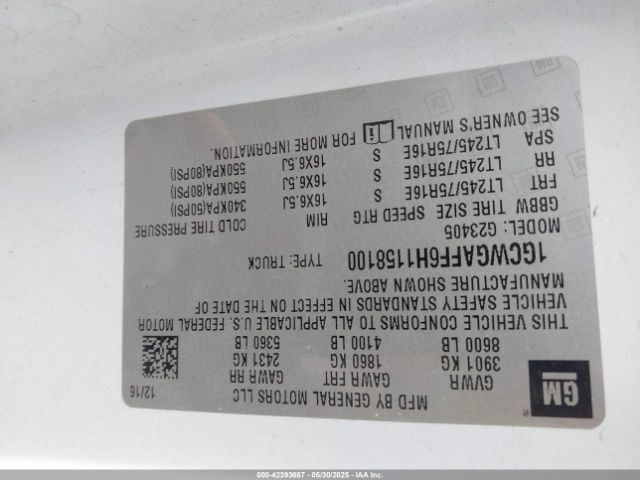 MFD BY GENERAL MOTORS LLC
12/16
GVWR GAWR FRT GAWR RR
3901 KG 1860 KG 2431 KG
8600 LB 4100 LB 5360 LB
THIS VEHICLE CONFORMS TO ALL APPLICABLE U.S. FEDERAL MOTOR
VEHICLE SAFETY STANDARDS IN EFFECT ON THE DATE OF
MANUFACTURE SHOWN ABOVE.
1GCWGAFF6H1158100 TYPE: TRUCK
MODEL: G23405
GBBW TIRE SIZE SPEED RTG RIM COLD TIRE PRESSURE
FRT LT245/75R16E S 16X6.5J 340KPA(50PSI)
RR LT245/75R16E S 16X6.5J 550KPA(80PSI)
SPA LT245/75R16E S 16X6.5J 550KPA(80PSI)
SEE OWNER'S MANUAL FOR MORE INFORMATION.
GM
000-42393687 - 05/30/2025 - IAAI.COM